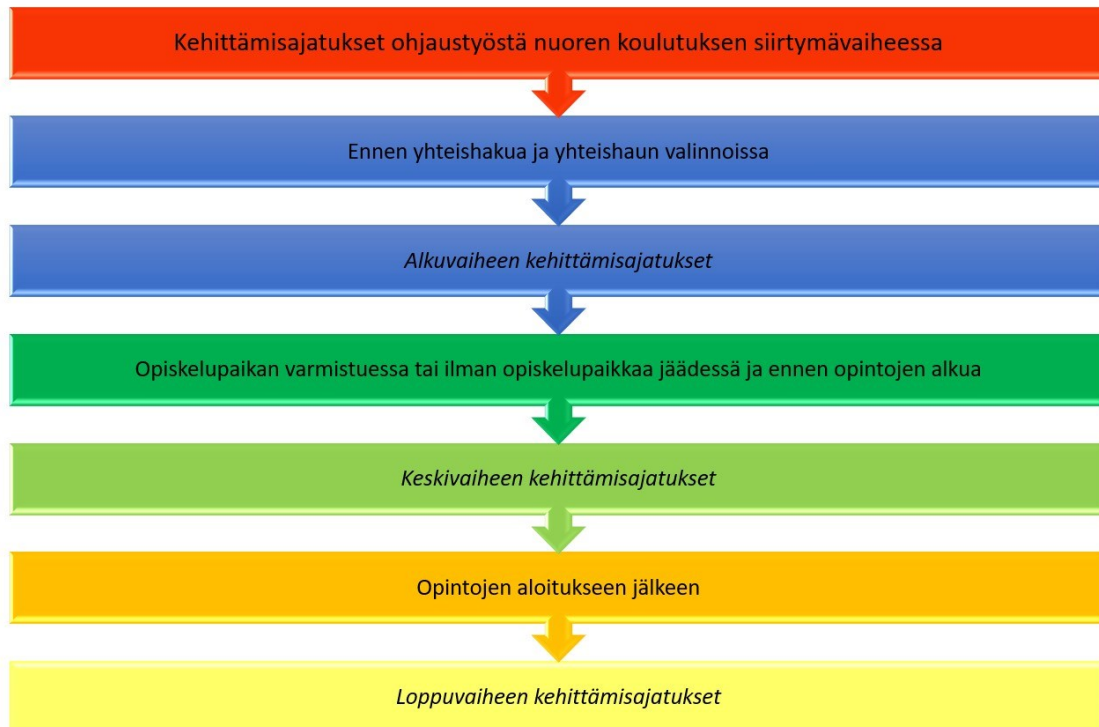 Kehittämisajatukset ohjaustyöstä nuoren koulutuksen siirtymävaiheessa
Ennen yhteishakua ja yhteishaun valinnoissa
Alkuvaiheen kehittämisajatukset
Opiskelupaikan varmistuessa tai ilman opiskelupaikkaa jäädessä ja ennen opintojen alkua
Keskivaiheen kehittämisajatukset
Opintojen aloitukseen jälkeen
Loppuvaiheen kehittämisajatukset